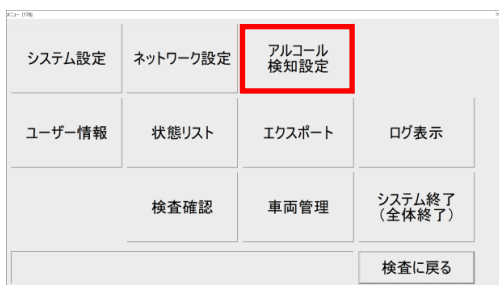 メニュー [176]
システム設定
ネットワーク設定
アルコール
検知設定
ユーザー情報
状態リスト
エクスポート
ログ表示
検査確認
車両管理
システム終了
（全体終了）
検査に戻る